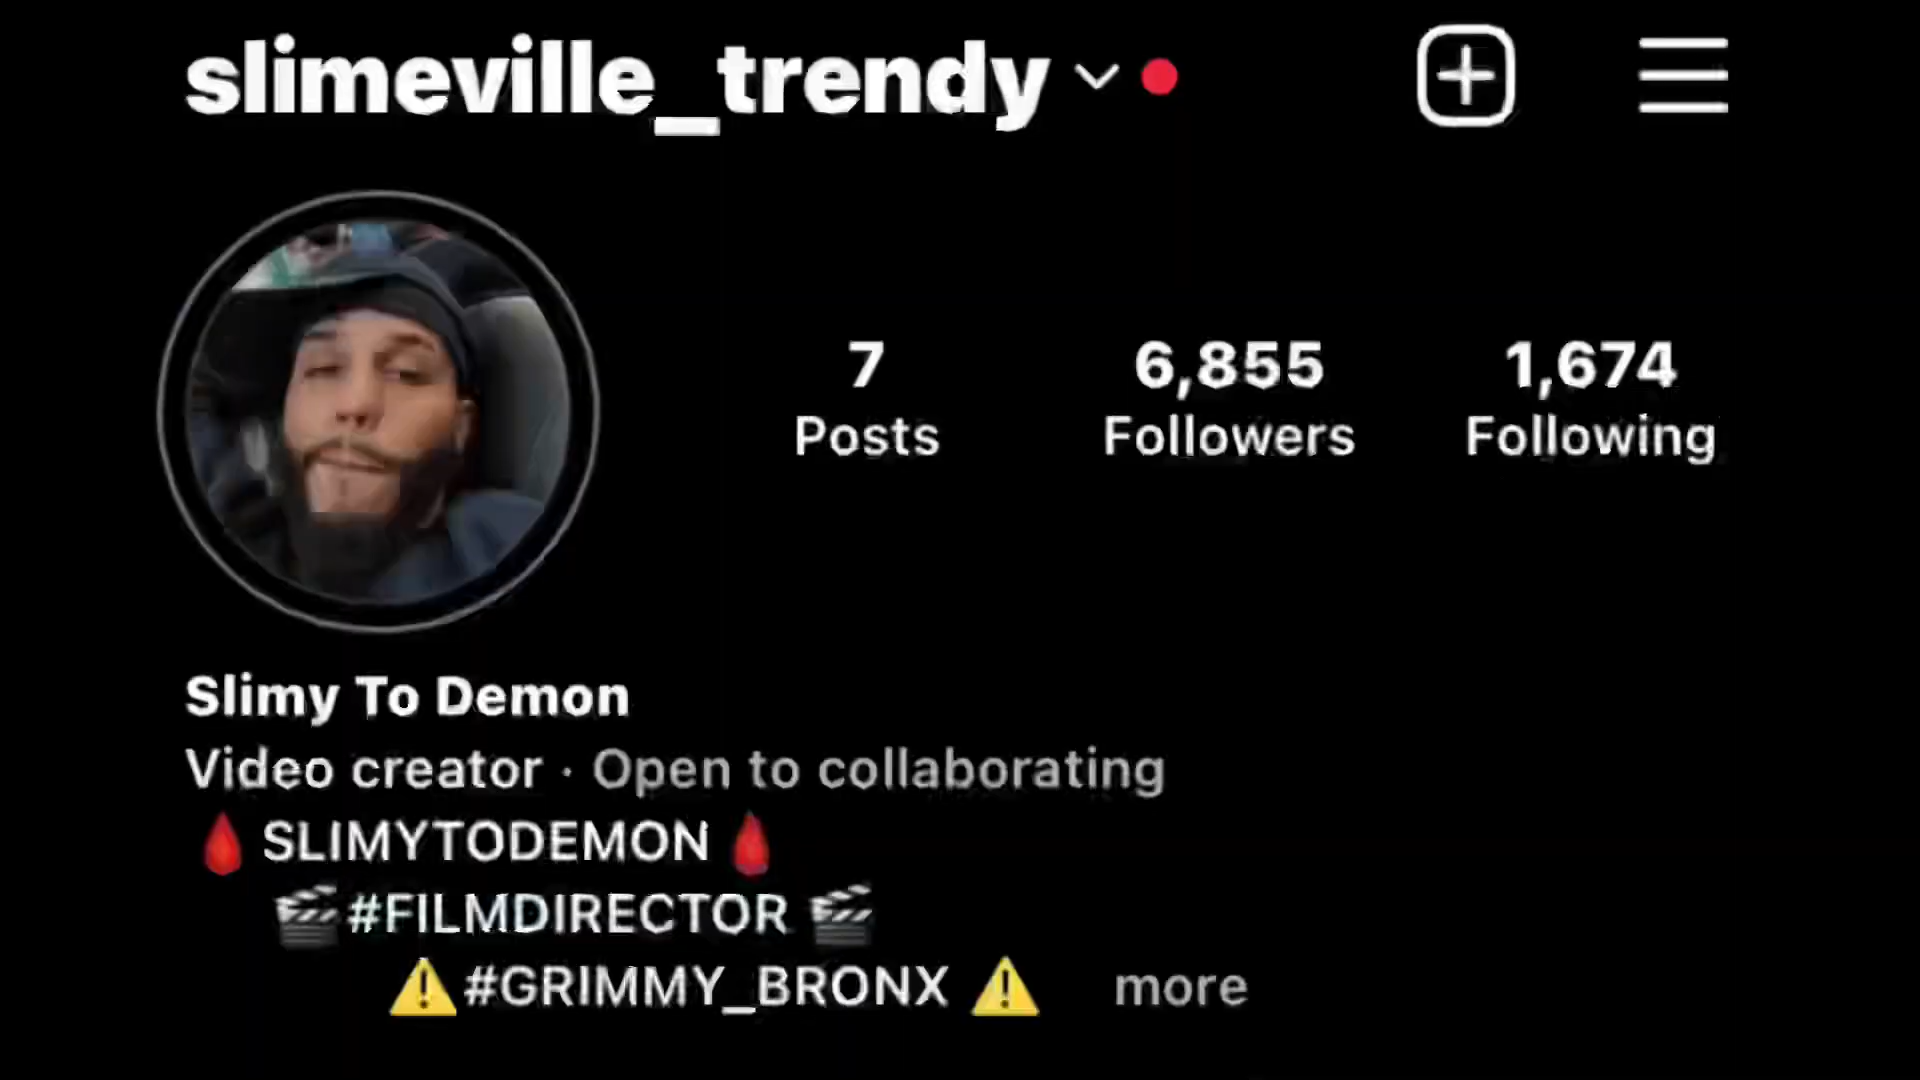 slimeville_trendy
7 6,855 1,674
Posts Followers Following
Slimy To Demon
Video creator · Open to collaborating
🩸 SLIMYTODEMON 🩸
🎬#FILMDIRECTOR 🎬
⚠️#GRIMMY_BRONX ⚠️ more